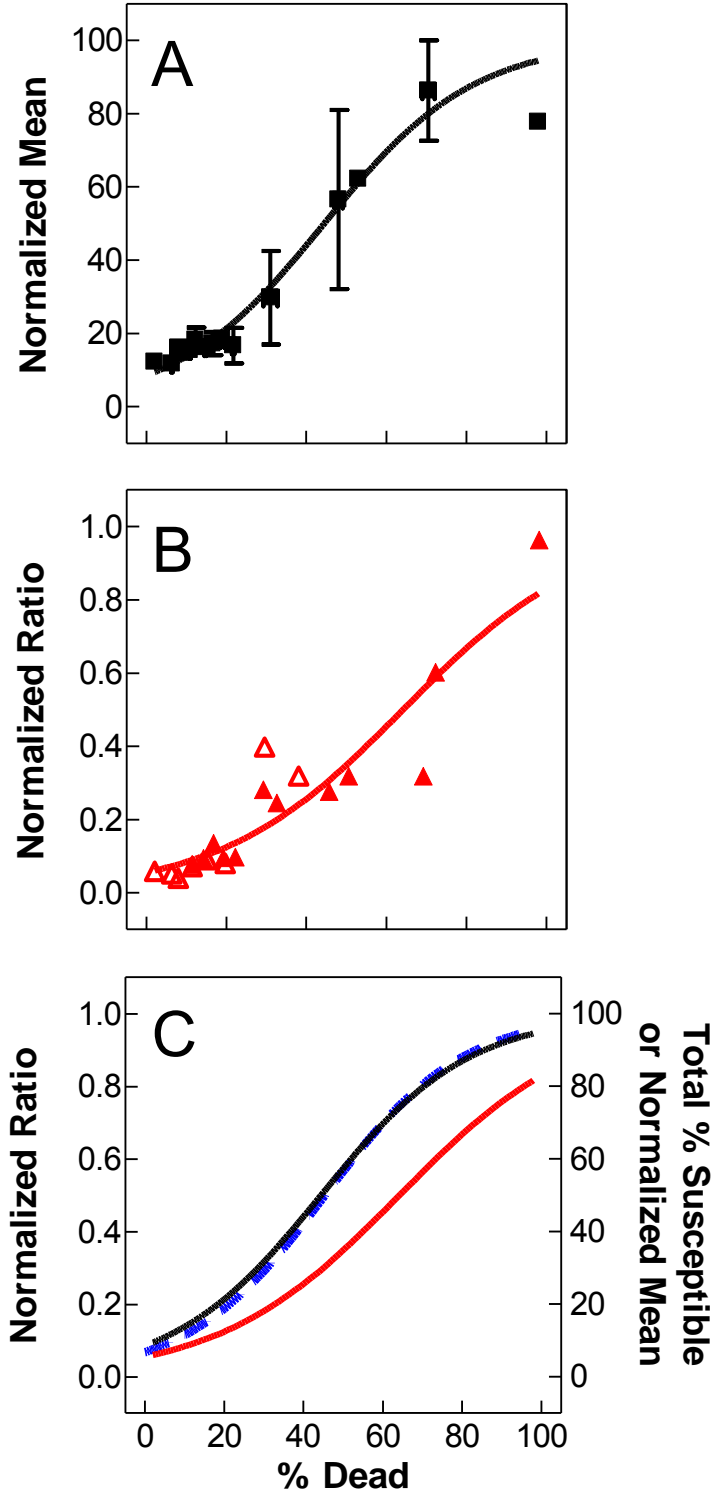 A
Normalized Mean
100
80
60
40
20
0
B
Normalized Ratio
1.0
0.8
0.6
0.4
0.2
0.0
C
Normalized Ratio
1.0
0.8
0.6
0.4
0.2
0.0
100
80
60
40
20
0
Total % Susceptible
or Normalized Mean
0 20 40 60 80 100
% Dead